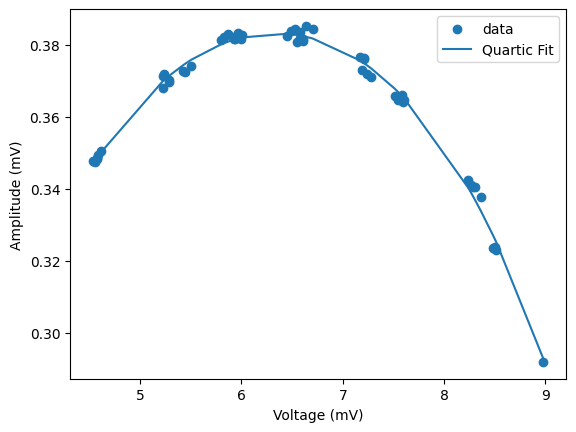 data
Quartic Fit
Amplitude (mV)
0.38
0.36
0.34
0.32
0.30
5
6
7
8
9
Voltage (mV)